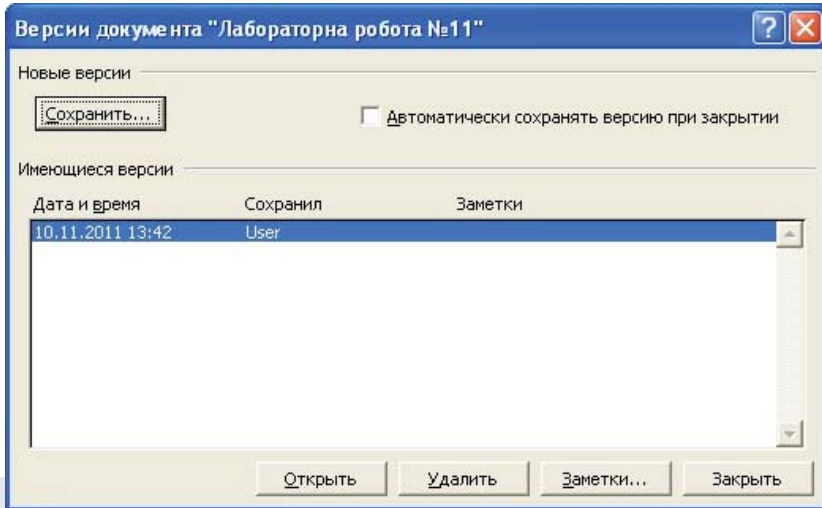 Версии документа "Лабораторна робота №11"
Новые версии
Сохранить...
Автоматически сохранять версию при закрытии
Имеющиеся версии
Дата и время Сохранил Заметки
10.11.2011 13:42 User
Открыть Удалить Заметки... Закрыть